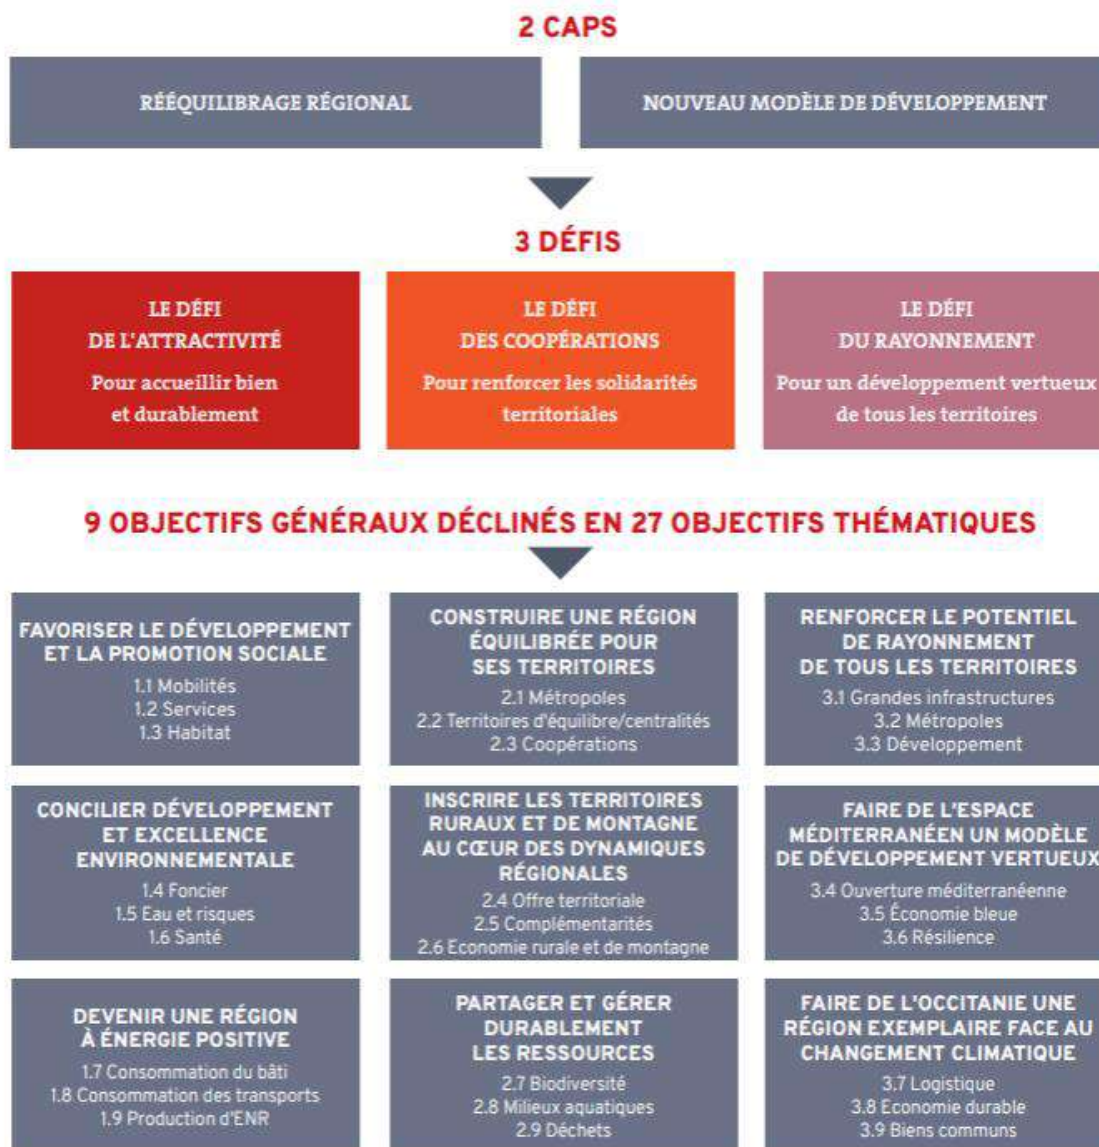 2 CAPS
RÉÉQUILIBRAGE RÉGIONAL
NOUVEAU MODÈLE DE DÉVELOPPEMENT
3 DÉFIS
LE DÉFI
DE L'ATTRACTIVITÉ
Pour accueillir bien
et durablement
LE DÉFI
DES COOPÉRATIONS
Pour renforcer les solidarités
territoriales
LE DÉFI
DU RAYONNEMENT
Pour un développement vertueux
de tous les territoires
9 OBJECTIFS GÉNÉRAUX DÉCLINÉS EN 27 OBJECTIFS THÉMATIQUES
FAVORISER LE DÉVELOPPEMENT
ET LA PROMOTION SOCIALE
1.1 Mobilités
1.2 Services
1.3 Habitat
CONSTRUIRE UNE RÉGION
ÉQUILIBRÉE POUR
SES TERRITOIRES
2.1 Métropoles
2.2 Territoires d'équilibre/centralités
2.3 Coopérations
RENFORCER LE POTENTIEL
DE RAYONNEMENT
DE TOUS LES TERRITOIRES
3.1 Grandes infrastructures
3.2 Métropoles
3.3 Développement
CONCILIER DÉVELOPPEMENT
ET EXCELLENCE
ENVIRONNEMENTALE
1.4 Foncier
1.5 Eau et risques
1.6 Santé
INSCRIRE LES TERRITOIRES
RURAUX ET DE MONTAGNE
AU CŒUR DES DYNAMIQUES
RÉGIONALES
2.4 Offre territoriale
2.5 Complémentarités
2.6 Economie rurale et de montagne
FAIRE DE L'ESPACE
MÉDITERRANÉEN UN MODÈLE
DE DÉVELOPPEMENT VERTUEUX
3.4 Ouverture méditerranéenne
3.5 Économie bleue
3.6 Résilience
DEVENIR UNE RÉGION
À ÉNERGIE POSITIVE
1.7 Consommation du bâti
1.8 Consommation des transports
1.9 Production d'ENR
PARTAGER ET GÉRER
DURABLEMENT
LES RESSOURCES
2.7 Biodiversité
2.8 Milieux aquatiques
2.9 Déchets
FAIRE DE L'OCCITANIE UNE
RÉGION EXEMPLAIRE FACE AU
CHANGEMENT CLIMATIQUE
3.7 Logistique
3.8 Economie durable
3.9 Biens communs